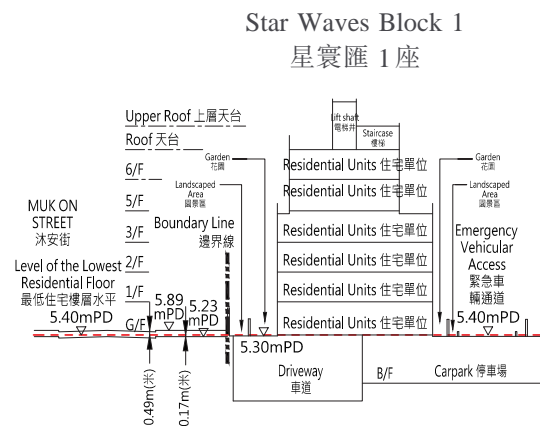 Star Waves Block 1
星寰匯 1座
Lift shaft
電梯井
Upper Roof 上層天台
Staircase
樓梯
Roof 天台
Garden
花園
Residential Units 住宅單位
Garden
花園
6/F
Landscaped
Area
園景區
Residential Units 住宅單位
Landscaped
Area
園景區
MUK ON
STREET
沐安街
5/F
Boundary Line
邊界線
3/F
Residential Units 住宅單位
Emergency
Vehicular
Access
緊急車
輛通道
Level of the Lowest
Residential Floor
最低住宅樓層水平
2/F
Residential Units 住宅單位
1/F
Residential Units 住宅單位
5.40mPD
G/F
5.89
mPD
5.23
mPD
Residential Units 住宅單位
5.40mPD
5.30mPD
0.49m(米)
0.17m(米)
Driveway
車道
B/F
Carpark 停車場